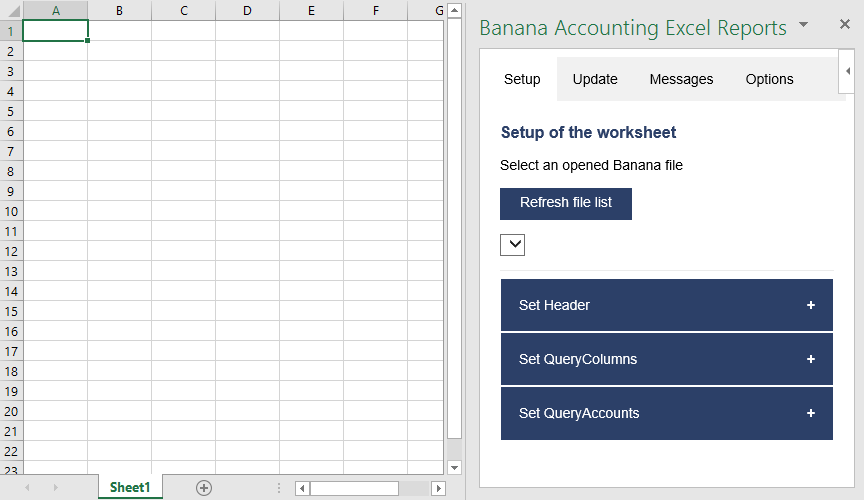 A B C D E F G
Banana Accounting Excel Reports
1
2
3
4
5
6
7
8
9
10
11
12
13
14
15
16
17
18
19
20
21
22
23
Sheet1
Setup Update Messages Options
Setup of the worksheet
Select an opened Banana file
Refresh file list
Set Header +
Set QueryColumns +
Set QueryAccounts +